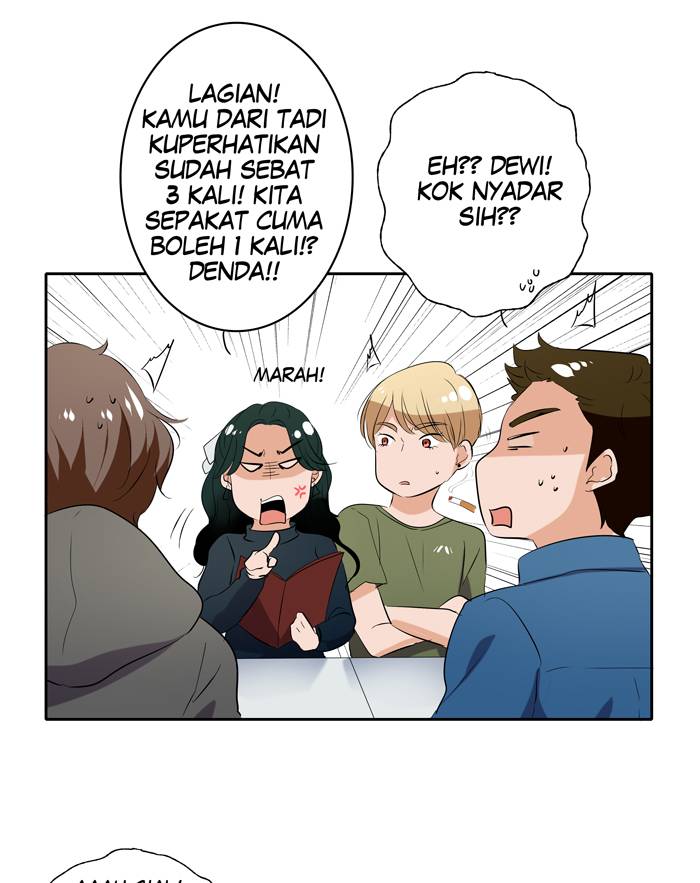 LAGIAN!
KAMU DARI TADI
KUPERHATIKAN
SUDAH SEBAT
3 KALI! KITA
SEPAKAT CUMA
BOLEH 1 KALI!?
DENDA!!
EH?? DEWI!
KOK NYADAR
SIH??
MARAH!